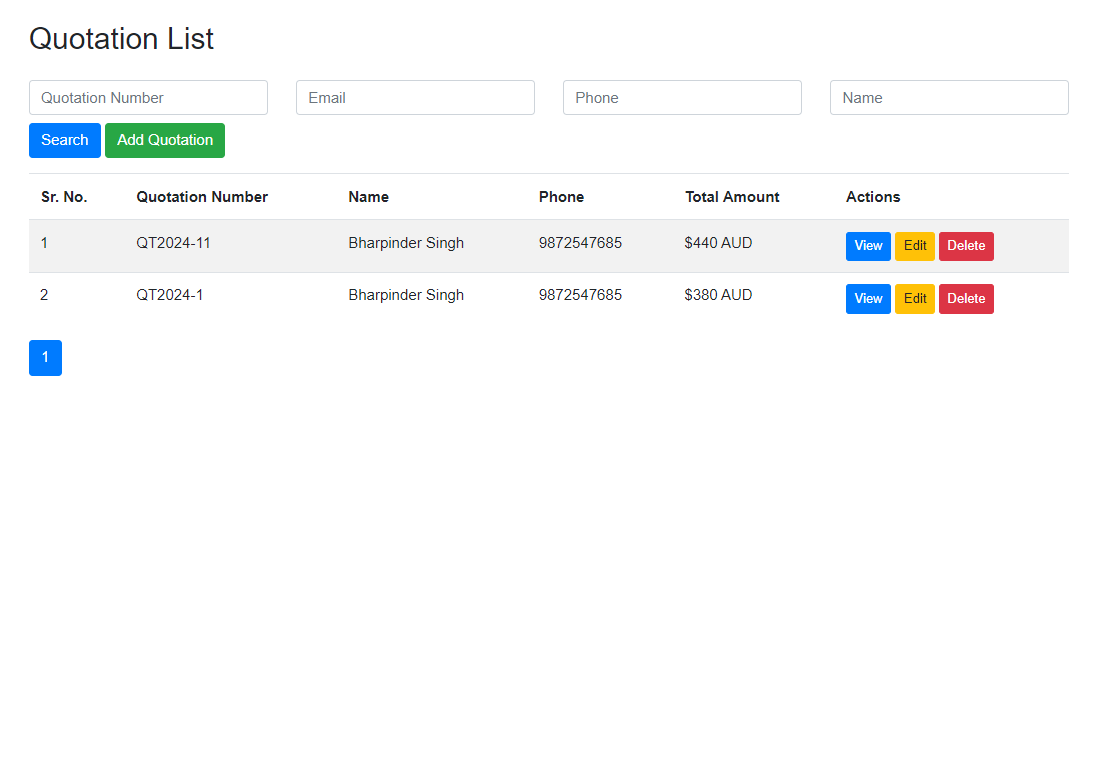 Quotation List
Quotation Number Email Phone Name
Search Add Quotation
Sr. No. Quotation Number Name Phone Total Amount Actions
1 QT2024-11 Bharpinder Singh 9872547685 $440 AUD View Edit Delete
2 QT2024-1 Bharpinder Singh 9872547685 $380 AUD View Edit Delete
1